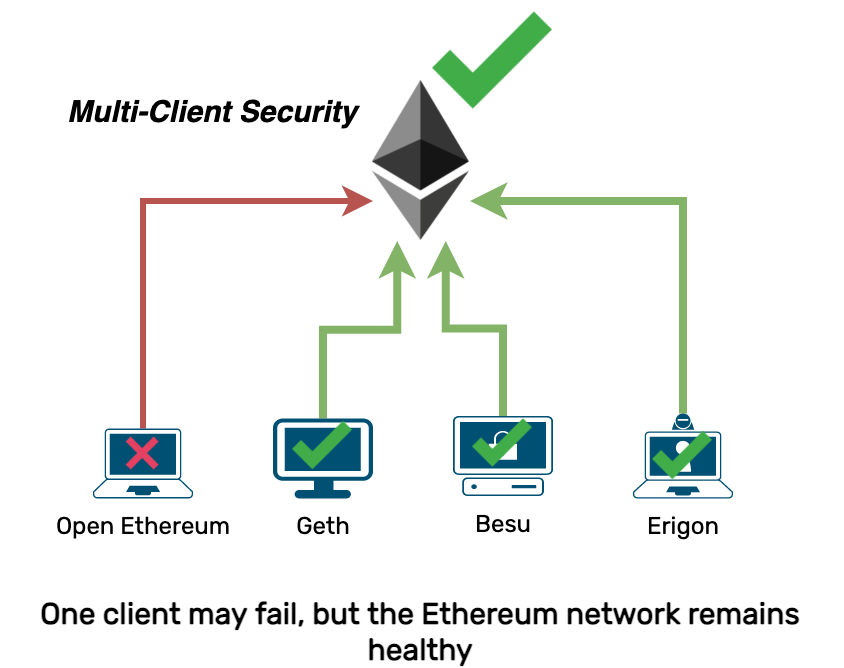 Multi-Client Security
Open Ethereum
Geth
Besu
Erigon
One client may fail, but the Ethereum network remains
healthy